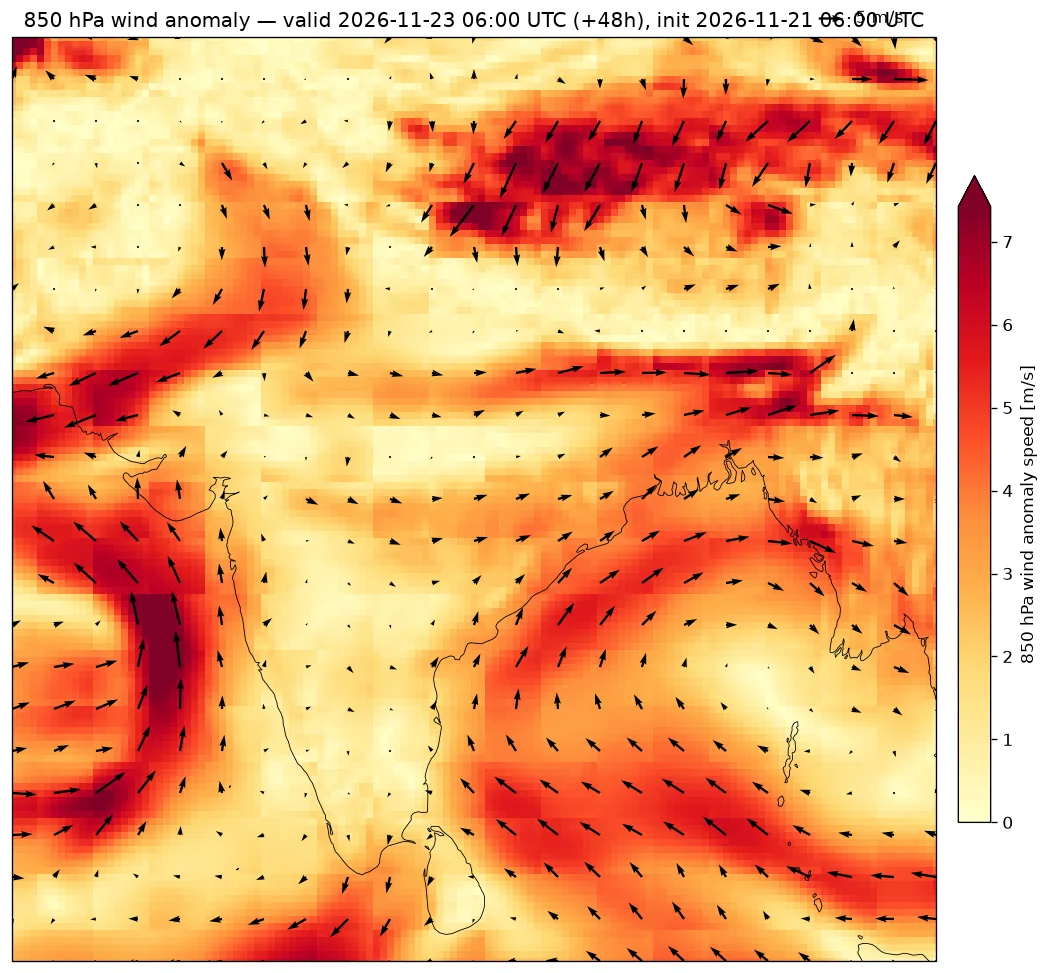 850 hPa wind anomaly — valid 2026-11-23 06:00 UTC (+48h), init 2026-11-21 06:00 UTC
5 m/s
7
6
5
4
3
2
1
0
850 hPa wind anomaly speed [m/s]